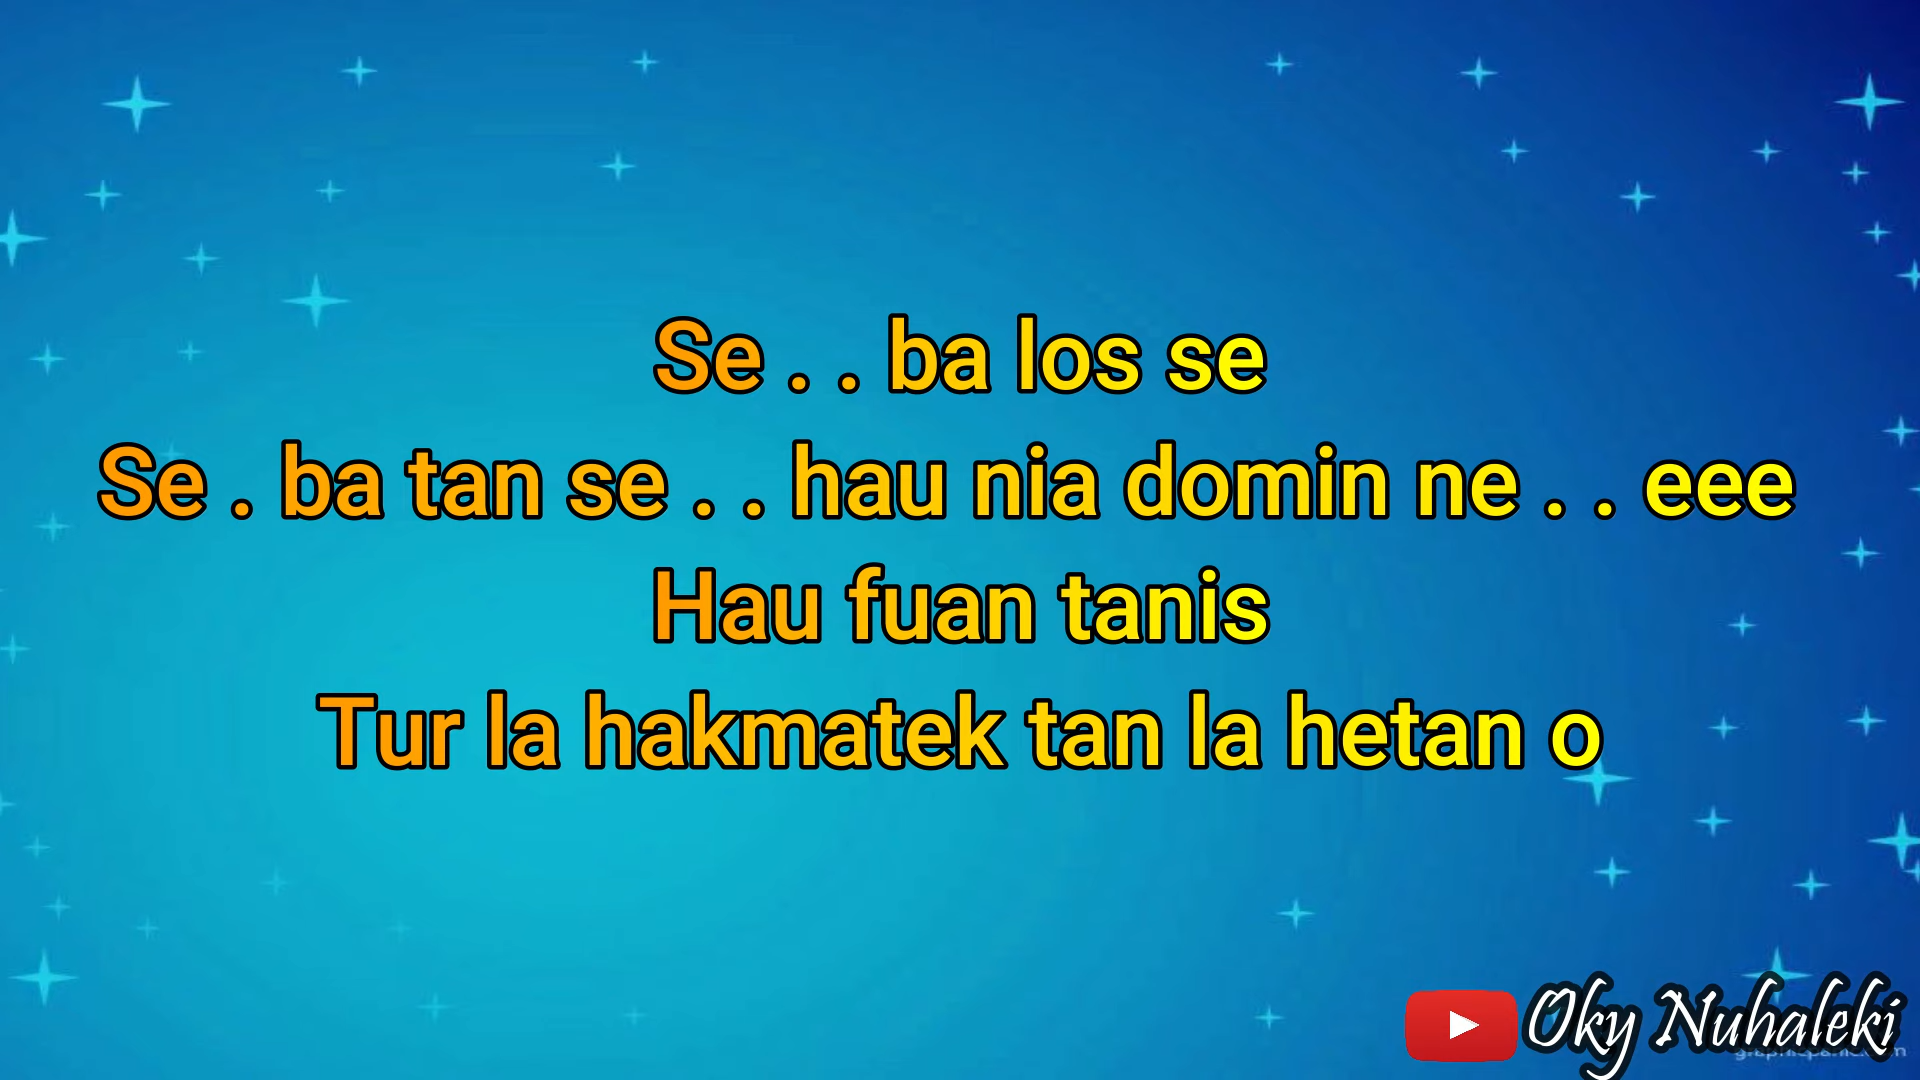 Se . . ba los se
Se . ba tan se . . hau nia domin ne . . eee
Hau fuan tanis
Tur la hakmatek tan la hetan o
Oky Nuhaleki